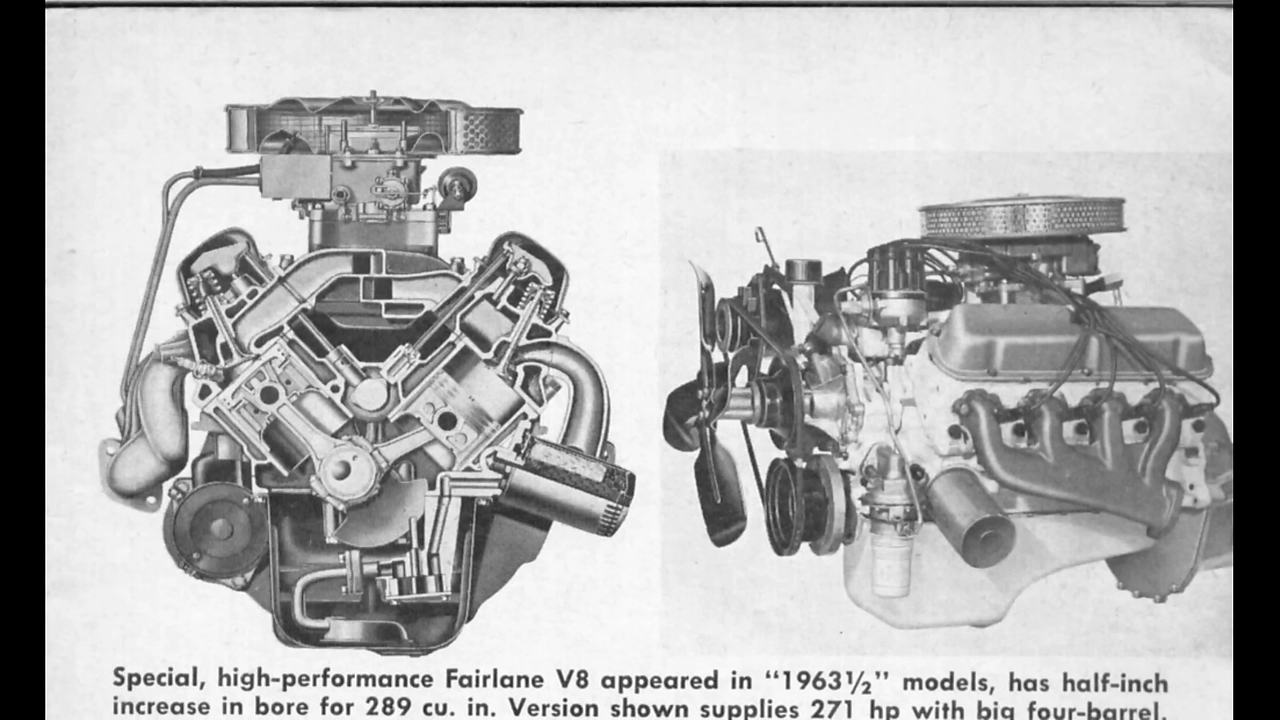 Special, high-performance Fairlane V8 appeared in “1963½” models, has half-inch
increase in bore for 289 cu. in. Version shown supplies 271 hp with big four-barrel.